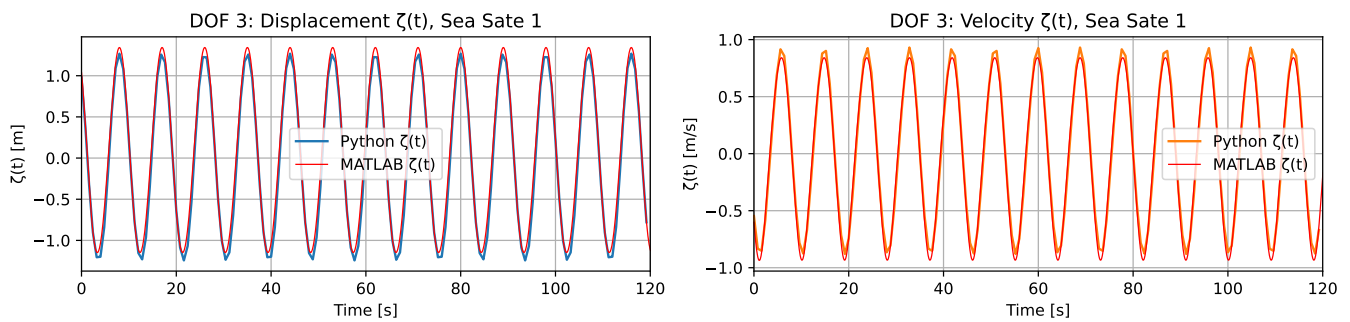 DOF 3: Displacement ζ(t), Sea Sate 1
ζ(t) [m]
1.0
0.5
0.0
−0.5
−1.0
Python ζ(t)
MATLAB ζ(t)
0 20 40 60 80 100 120
Time [s]
DOF 3: Velocity ζ(t), Sea Sate 1
ζ(t) [m/s]
1.0
0.5
0.0
−0.5
−1.0
Python ζ(t)
MATLAB ζ(t)
0 20 40 60 80 100 120
Time [s]